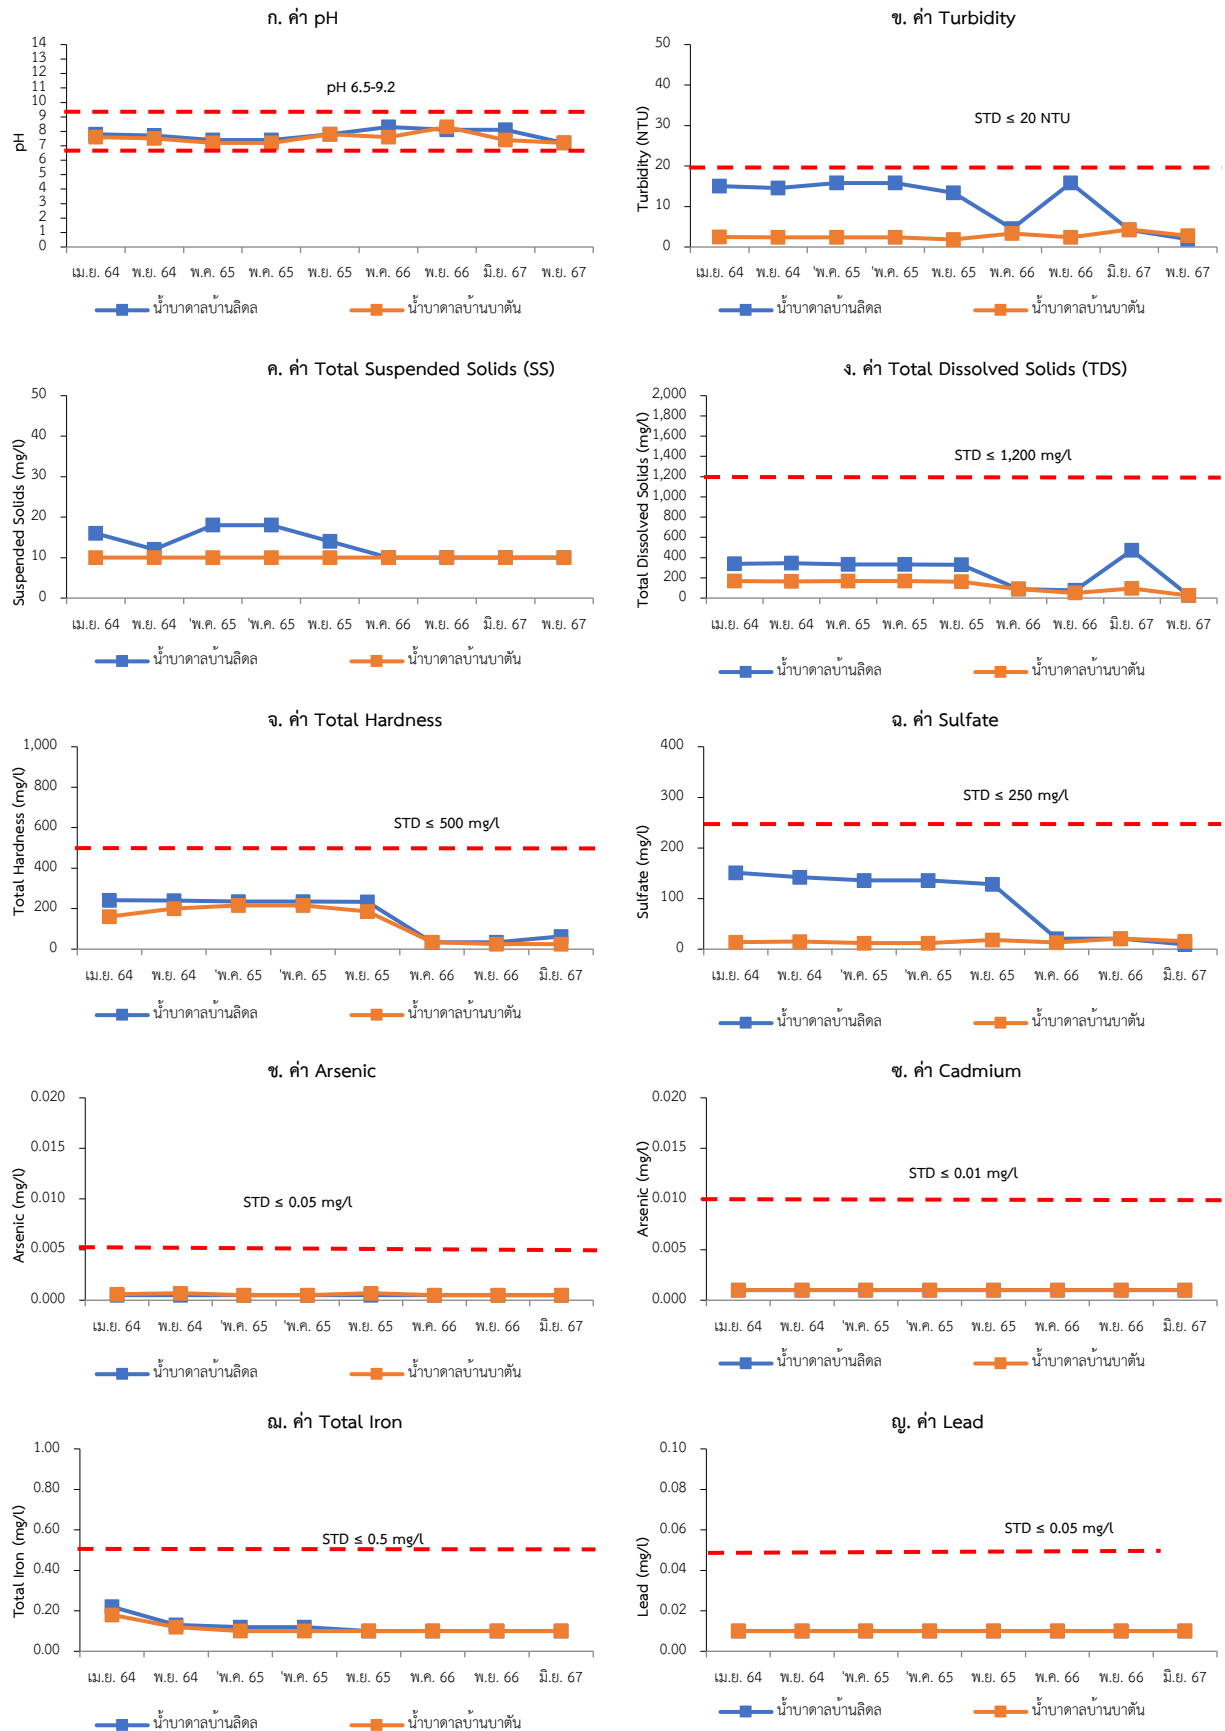 ก. ค่า pH
pH
14
13
12
11
10
9
8
7
6
5
4
3
2
1
0
pH 6.5-9.2
เม.ย. 64 พ.ย. 64 พ.ค. 65 พ.ค. 65 พ.ย. 65 พ.ค. 66 พ.ย. 66 มิ.ย. 67 พ.ย. 67
น้ำบาดาลบ้านลิดล น้ำบาดาลบ้านบาตัน
ข. ค่า Turbidity
Turbidity (NTU)
50
40
30
20
10
0
STD ≤ 20 NTU
เม.ย. 64 พ.ย. 64 'พ.ค. 65 'พ.ค. 65 พ.ย. 65 พ.ค. 66 พ.ย. 66 มิ.ย. 67 พ.ย. 67
น้ำบาดาลบ้านลิดล น้ำบาดาลบ้านบาตัน
ค. ค่า Total Suspended Solids (SS)
Suspended Solids (mg/l)
50
40
30
20
10
0
เม.ย. 64 พ.ย. 64 'พ.ค. 65 'พ.ค. 65 พ.ย. 65 พ.ค. 66 พ.ย. 66 มิ.ย. 67 พ.ย. 67
น้ำบาดาลบ้านลิดล น้ำบาดาลบ้านบาตัน
ง. ค่า Total Dissolved Solids (TDS)
Total Dissolved Solids (mg/l)
2,000
1,800
1,600
1,400
1,200
1,000
800
600
400
200
0
STD ≤ 1,200 mg/l
เม.ย. 64 พ.ย. 64 'พ.ค. 65 'พ.ค. 65 พ.ย. 65 พ.ค. 66 พ.ย. 66 มิ.ย. 67 พ.ย. 67
น้ำบาดาลบ้านลิดล น้ำบาดาลบ้านบาตัน
จ. ค่า Total Hardness
Total Hardness (mg/l)
1,000
800
600
400
200
0
STD ≤ 500 mg/l
เม.ย. 64 พ.ย. 64 'พ.ค. 65 'พ.ค. 65 พ.ย. 65 พ.ค. 66 พ.ย. 66 มิ.ย. 67
น้ำบาดาลบ้านลิดล น้ำบาดาลบ้านบาตัน
ฉ. ค่า Sulfate
Sulfate (mg/l)
400
300
200
100
0
STD ≤ 250 mg/l
เม.ย. 64 พ.ย. 64 'พ.ค. 65 'พ.ค. 65 พ.ย. 65 พ.ค. 66 พ.ย. 66 มิ.ย. 67
น้ำบาดาลบ้านลิดล น้ำบาดาลบ้านบาตัน
ช. ค่า Arsenic
Arsenic (mg/l)
0.020
0.015
0.010
0.005
0.000
STD ≤ 0.05 mg/l
เม.ย. 64 พ.ย. 64 'พ.ค. 65 'พ.ค. 65 พ.ย. 65 พ.ค. 66 พ.ย. 66 มิ.ย. 67
น้ำบาดาลบ้านลิดล น้ำบาดาลบ้านบาตัน
ซ. ค่า Cadmium
Arsenic (mg/l)
0.020
0.015
0.010
0.005
0.000
STD ≤ 0.01 mg/l
เม.ย. 64 พ.ย. 64 'พ.ค. 65 'พ.ค. 65 พ.ย. 65 พ.ค. 66 พ.ย. 66 มิ.ย. 67
น้ำบาดาลบ้านลิดล น้ำบาดาลบ้านบาตัน
ฌ. ค่า Total Iron
Total Iron (mg/l)
1.00
0.80
0.60
0.40
0.20
0.00
STD ≤ 0.5 mg/l
เม.ย. 64 พ.ย. 64 'พ.ค. 65 'พ.ค. 65 พ.ย. 65 พ.ค. 66 พ.ย. 66 มิ.ย. 67
น้ำบาดาลบ้านลิดล น้ำบาดาลบ้านบาตัน
ญ. ค่า Lead
Lead (mg/l)
0.10
0.08
0.06
0.04
0.02
0.00
STD ≤ 0.05 mg/l
เม.ย. 64 พ.ย. 64 'พ.ค. 65 'พ.ค. 65 พ.ย. 65 พ.ค. 66 พ.ย. 66 มิ.ย. 67
น้ำบาดาลบ้านลิดล น้ำบาดาลบ้านบาตัน